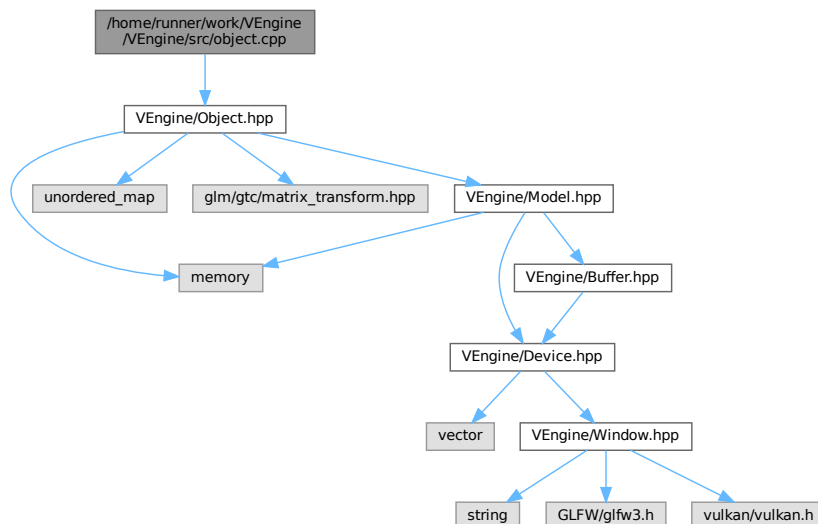 /home/runner/work/VEngine
/VEngine/src/object.cpp
VEngine/Object.hpp
unordered_map
glm/gtc/matrix_transform.hpp
VEngine/Model.hpp
memory
VEngine/Buffer.hpp
VEngine/Device.hpp
vector
VEngine/Window.hpp
string
GLFW/glfw3.h
vulkan/vulkan.h